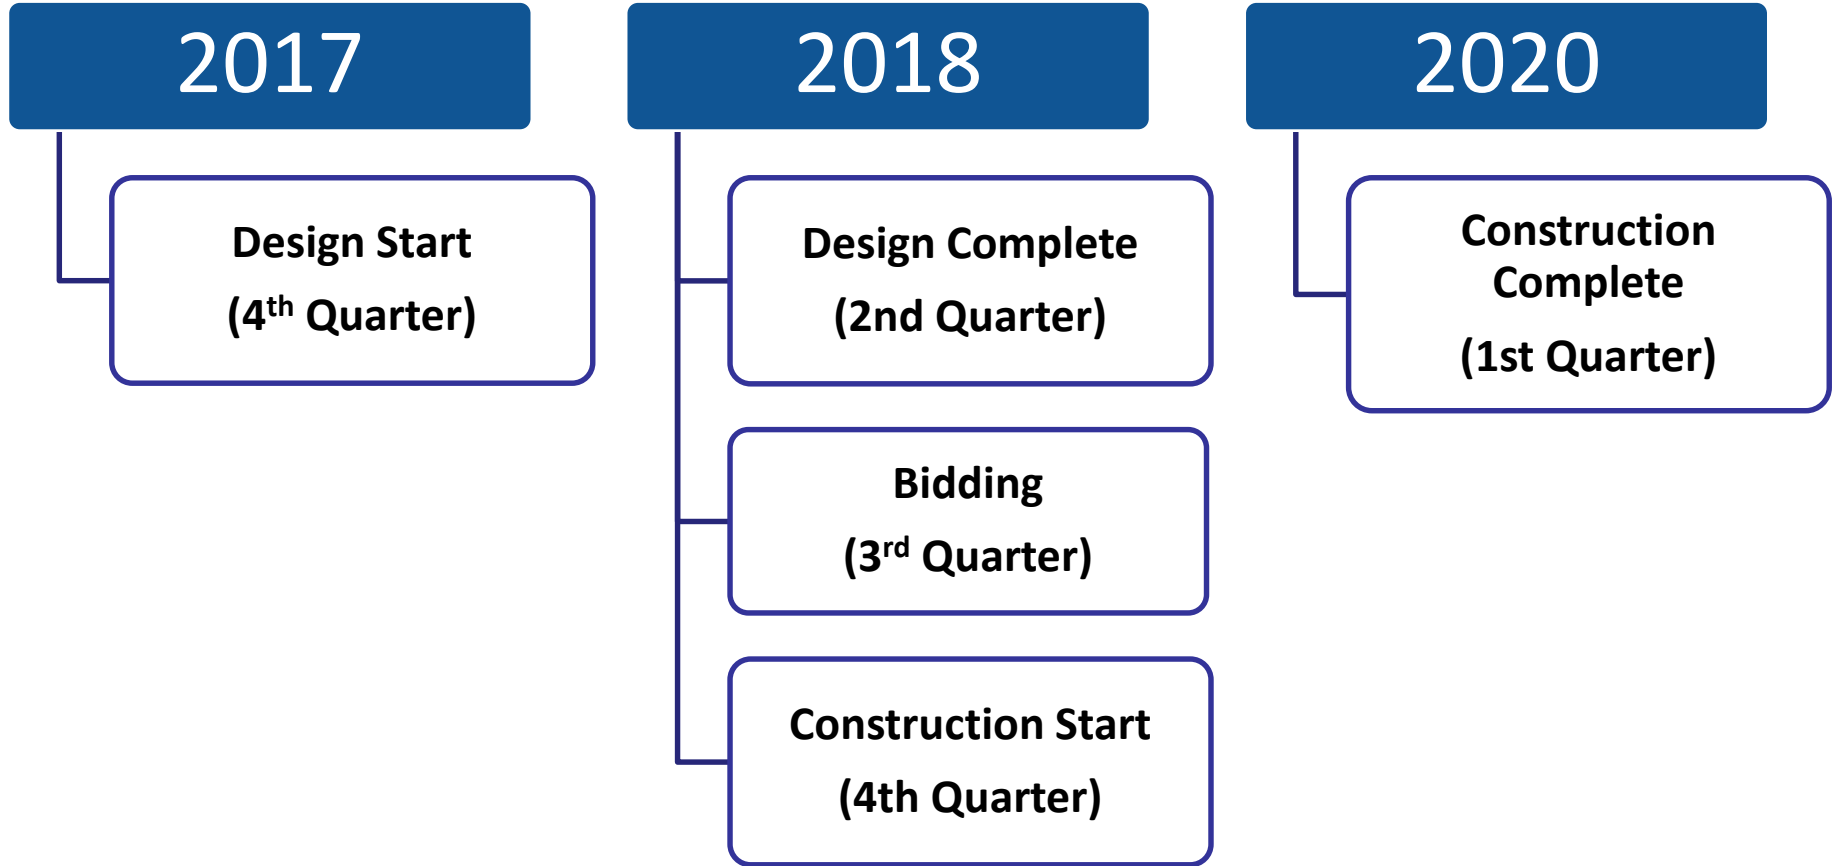 2017
Design Start
(4th Quarter)
2018
Design Complete
(2nd Quarter)
Bidding
(3rd Quarter)
Construction Start
(4th Quarter)
2020
Construction
Complete
(1st Quarter)